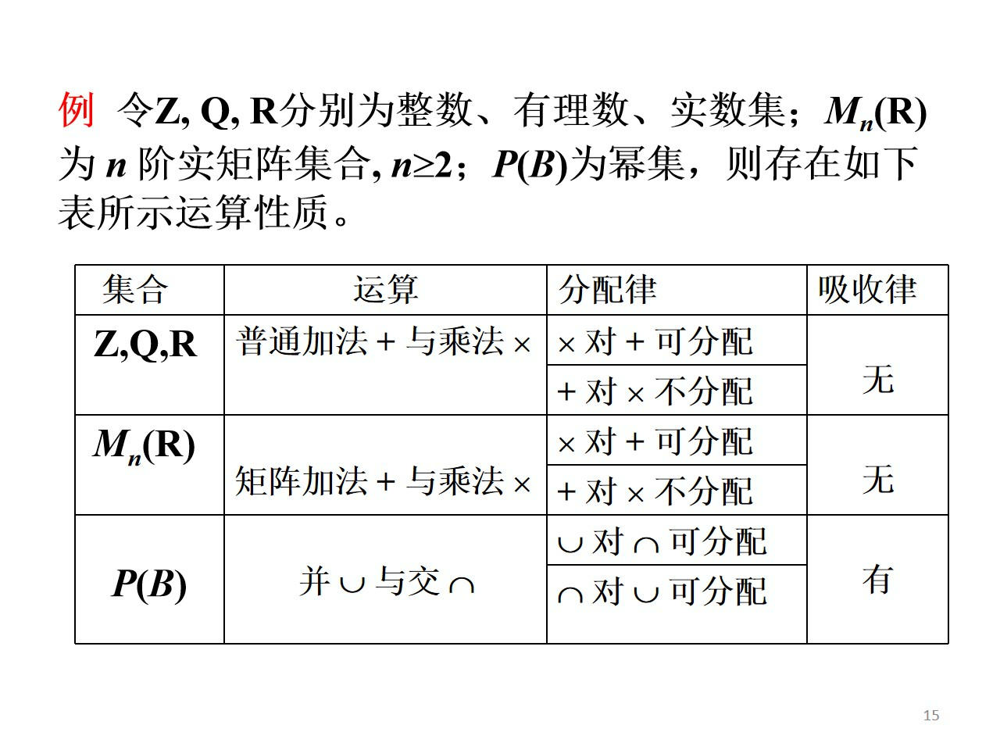 例 令Z, Q, R分别为整数、有理数、实数集；Mn(R)
为 n 阶实矩阵集合, n≥2；P(B)为幂集，则存在如下
表所示运算性质。
集合 运算 分配律 吸收律
Z,Q,R 普通加法 + 与乘法 × × 对 + 可分配
+ 对 × 不分配 无
Mn(R) × 对 + 可分配
矩阵加法 + 与乘法 × + 对 × 不分配 无
∪ 对 ∩ 可分配
P(B) 并 ∪ 与交 ∩ 有
∩ 对 ∪ 可分配
15